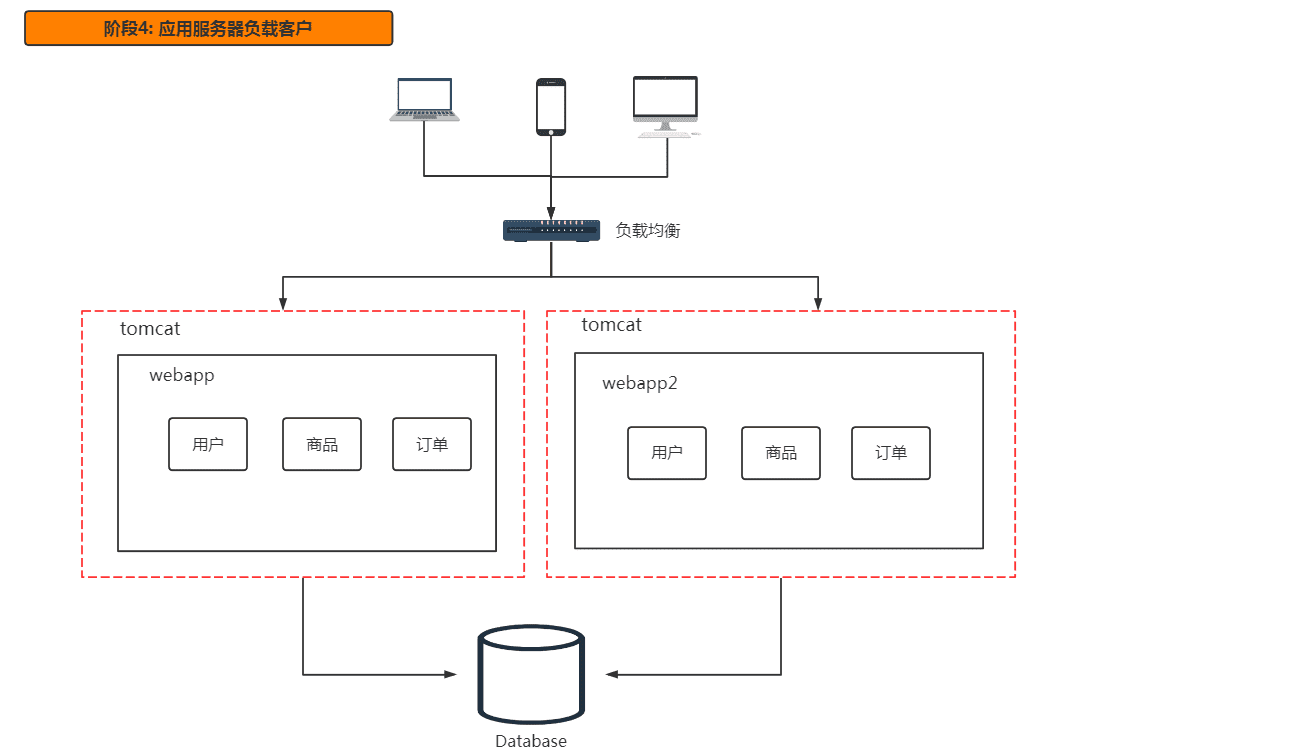 阶段4: 应用服务器负载客户
负载均衡
tomcat
webapp
用户
商品
订单
tomcat
webapp2
用户
商品
订单
Database